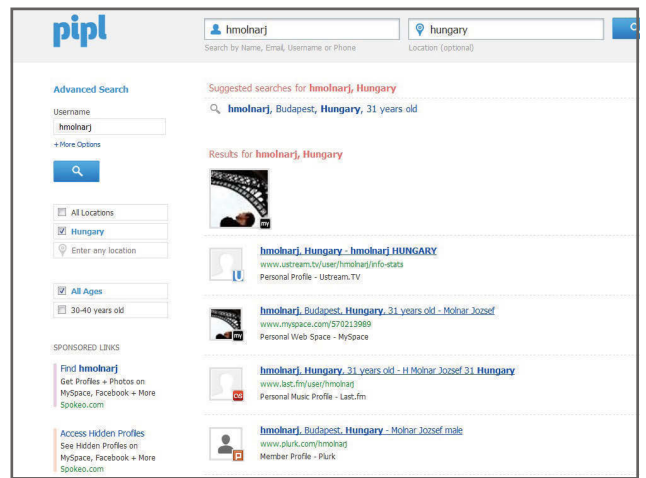 pipl
hmolnarj
hungary
Search by Name, Email, Username or Phone
Location (optional)
Advanced Search
Username
hmolnarj
+More Options
All Locations
Hungary
Enter any location
All Ages
30-40 years old
SPONSORED LINKS
Find hmolnarj
Get Profiles + Photos on
MySpace, Facebook + More
Spokeo.com
Access Hidden Profiles
See Hidden Profiles on
MySpace, Facebook + More
Spokeo.com
Suggested searches for hmolnarj, Hungary
hmolnarj, Budapest, Hungary, 31 years old
Results for hmolnarj, Hungary
my
hmolnarj, Hungary - hmolnarj HUNGARY
www.ustream.tv/user/hmolnarj/info-stats
Personal Profile - Ustream.TV
U
hmolnarj, Budapest, Hungary, 31 years old - Molnar Jozsef
www.myspace.com/570213989
Personal Web Space - MySpace
my
hmolnarj, Hungary, 31 years old - H Molnar Jozsef 31 Hungary
www.last.fm/user/hmolnarj
Personal Music Profile - Last.fm
as
hmolnarj, Budapest, Hungary - Molnar Jozsef male
www.plurk.com/hmolnarj
Member Profile - Plurk
p